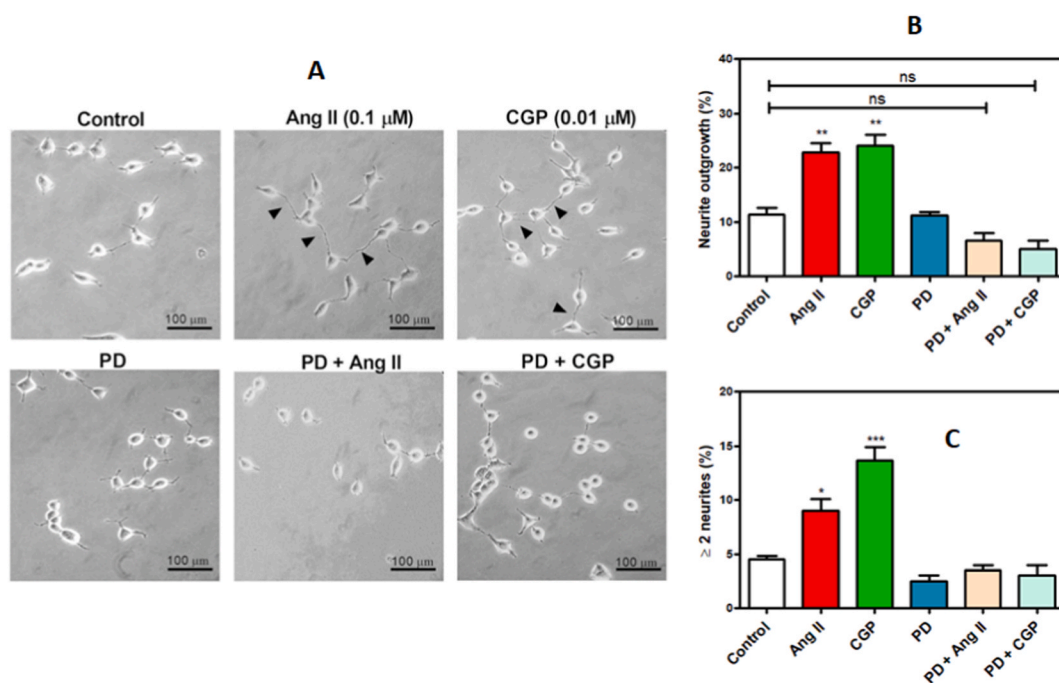 A
Control
Ang II (0.1 μM)
CGP (0.01 μM)
100 μm
100 μm
100 μm
PD
PD + Ang II
PD + CGP
100 μm
100 μm
100 μm
B
Neurite outgrowth (%)
40
30
20
10
0
ns
ns
**
**
Control
Ang II
CGP
PD
PD + Ang II
PD + CGP
C
≥ 2 neurites (%)
20
15
10
5
0
*
***
Control
Ang II
CGP
PD
PD + Ang II
PD + CGP